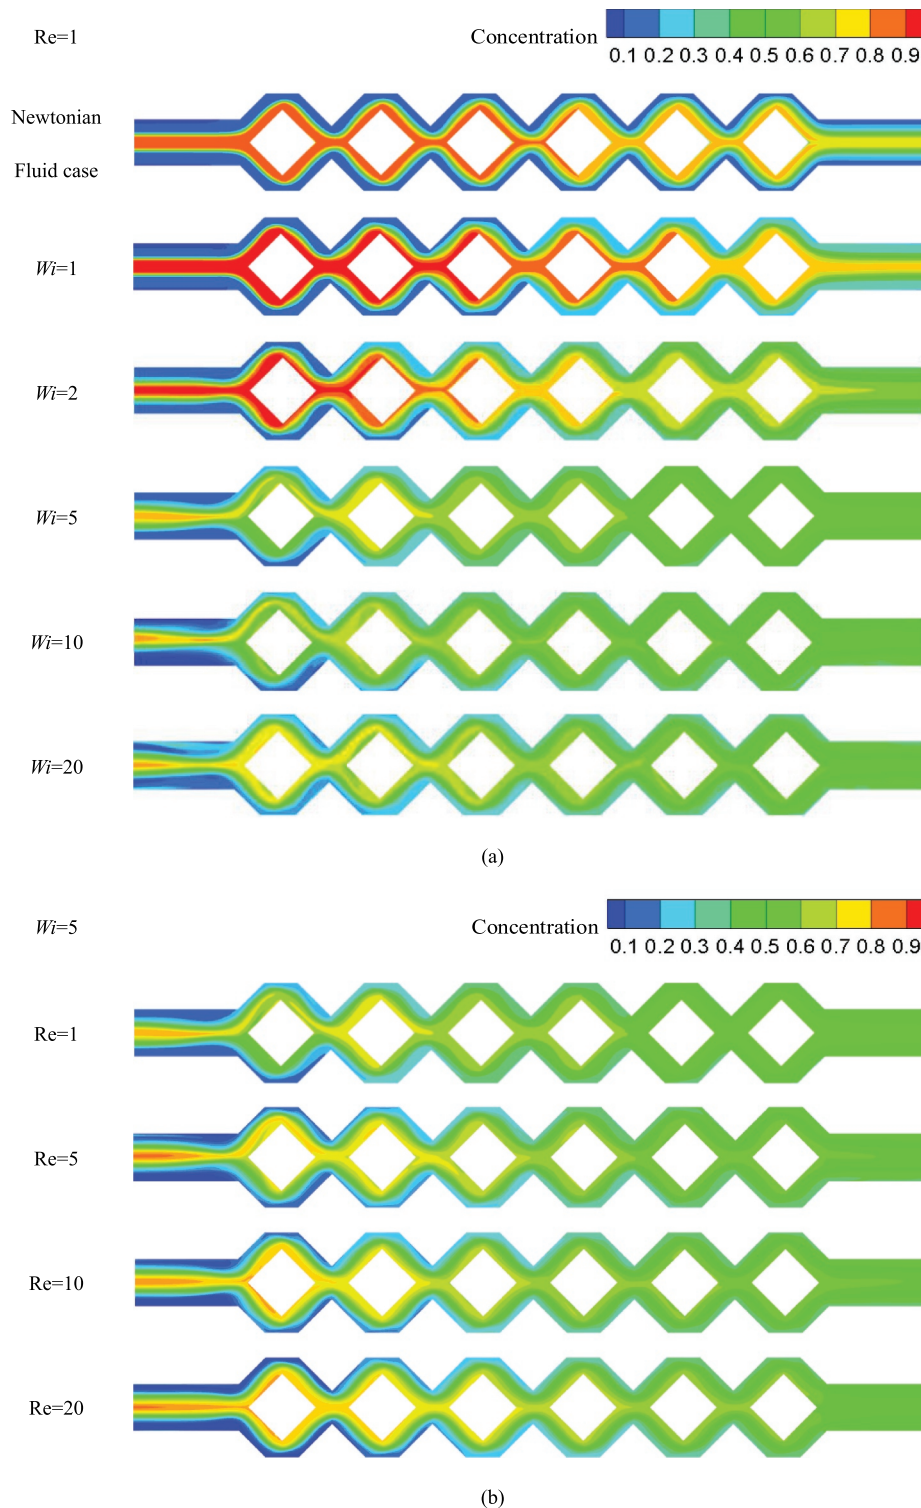 Re=1
Concentration
0.1 0.2 0.3 0.4 0.5 0.6 0.7 0.8 0.9
Newtonian
Fluid case
Wi=1
Wi=2
Wi=5
Wi=10
Wi=20
(a)
Wi=5
Concentration
0.1 0.2 0.3 0.4 0.5 0.6 0.7 0.8 0.9
Re=1
Re=5
Re=10
Re=20
(b)